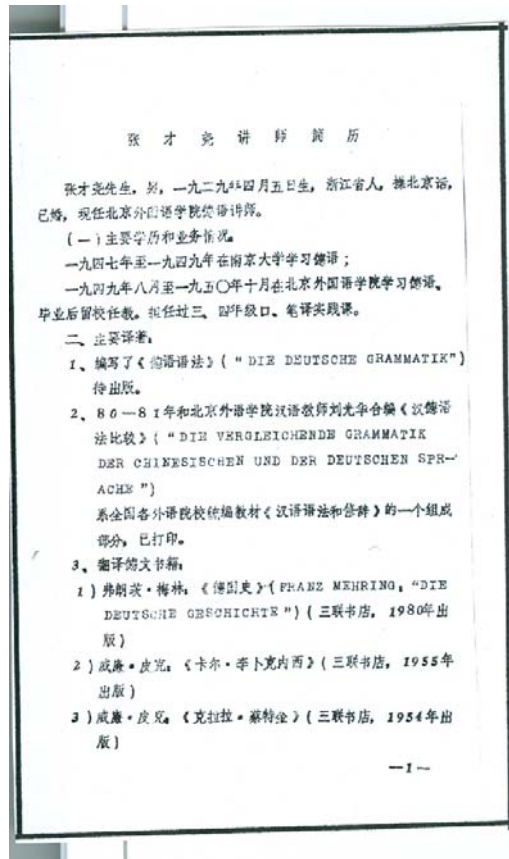 张才尧讲师简历
张才尧先生，男，一九二九年四月五日生，浙江省人，操北京话，
已婚，现任北京外国语学院德语讲师。
（一）主要学历和业务情况。
一九四七年至一九四九年在南京大学学习德语；
一九四九年八月至一九五〇年十月在北京外国语学院学习德语。
毕业后留校任教。担任过三、四年级口、笔译实践课。
二、主要译著：
1、编写了《德语语法》（“DIE DEUTSCHE GRAMMATIK”）
待出版。
2、80—81年和北京外语学院汉语教师刘光华合编《汉德语
法比较》（“DIE VERGLEICHENDE GRAMMATIK
DER CHINESISCHEN UND DER DEUTSCHEN SPR-
ACHE”）
系全国各外语院校统编教材《汉语语法和修辞》的一个组成
部分，已打印。
3、翻译德文书籍：
1）弗朗茨·梅林：《德国史》（FRANZ MEHRING："DIE
DEUTSCHE GESCHICHTE"）（三联书店，1980年出
版）
2）威廉·皮克：《卡尔·李卜克内西》（三联书店，1955年
出版）
3）威廉·皮克：《克拉拉·蔡特金》（三联书店，1954年出
版）
—1—